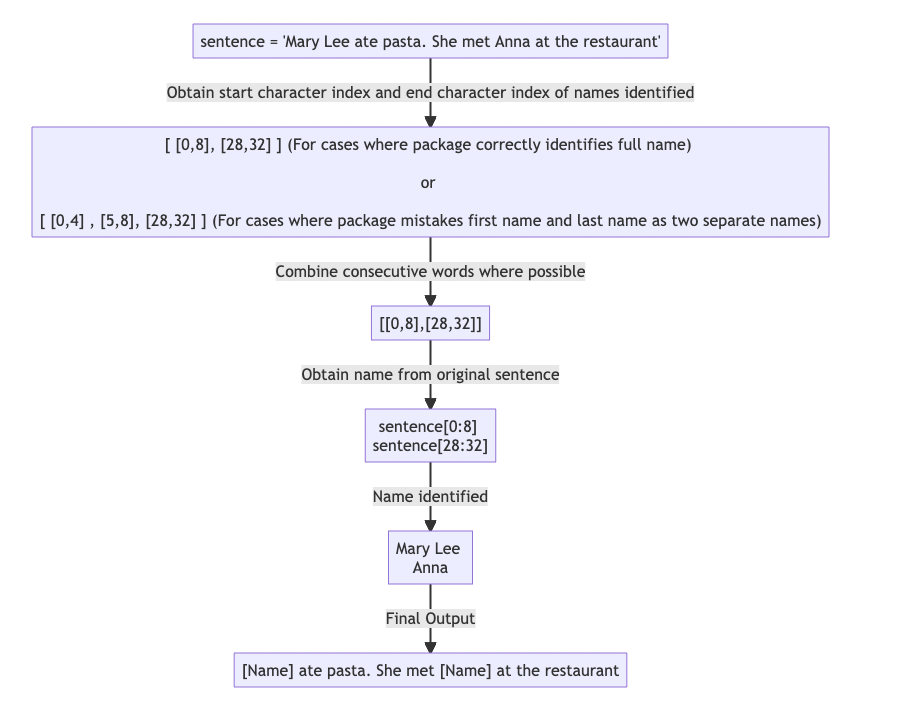 sentence = 'Mary Lee ate pasta. She met Anna at the restaurant'
Obtain start character index and end character index of names identified
[ [0,8], [28,32] ] (For cases where package correctly identifies full name)
or
[ [0,4] , [5,8], [28,32] ] (For cases where package mistakes first name and last name as two separate names)
Combine consecutive words where possible
[[0,8],[28,32]]
Obtain name from original sentence
sentence[0:8]
sentence[28:32]
Name identified
Mary Lee
Anna
Final Output
[Name] ate pasta. She met [Name] at the restaurant